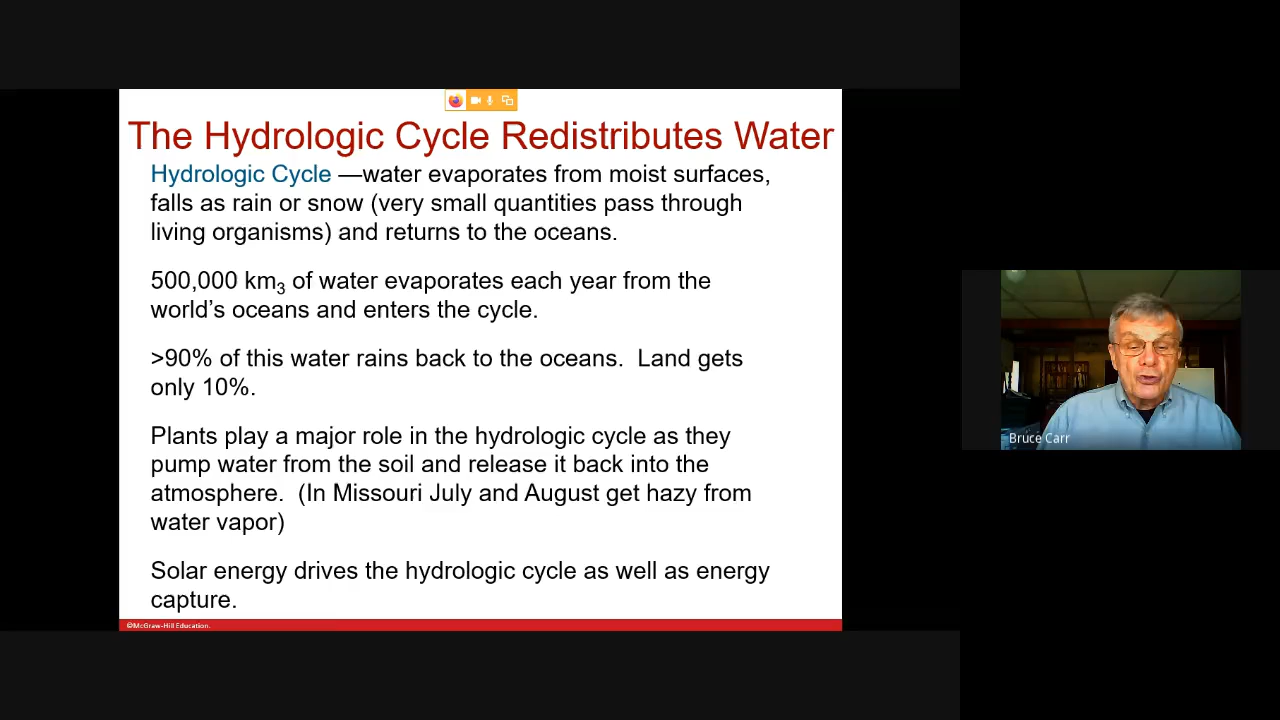 The Hydrologic Cycle Redistributes Water
Hydrologic Cycle —water evaporates from moist surfaces,
falls as rain or snow (very small quantities pass through
living organisms) and returns to the oceans.
500,000 km₃ of water evaporates each year from the
world’s oceans and enters the cycle.
>90% of this water rains back to the oceans.  Land gets
only 10%.
Plants play a major role in the hydrologic cycle as they
pump water from the soil and release it back into the
atmosphere.  (In Missouri July and August get hazy from
water vapor)
Solar energy drives the hydrologic cycle as well as energy
capture.
©McGraw-Hill Education.
Bruce Carr